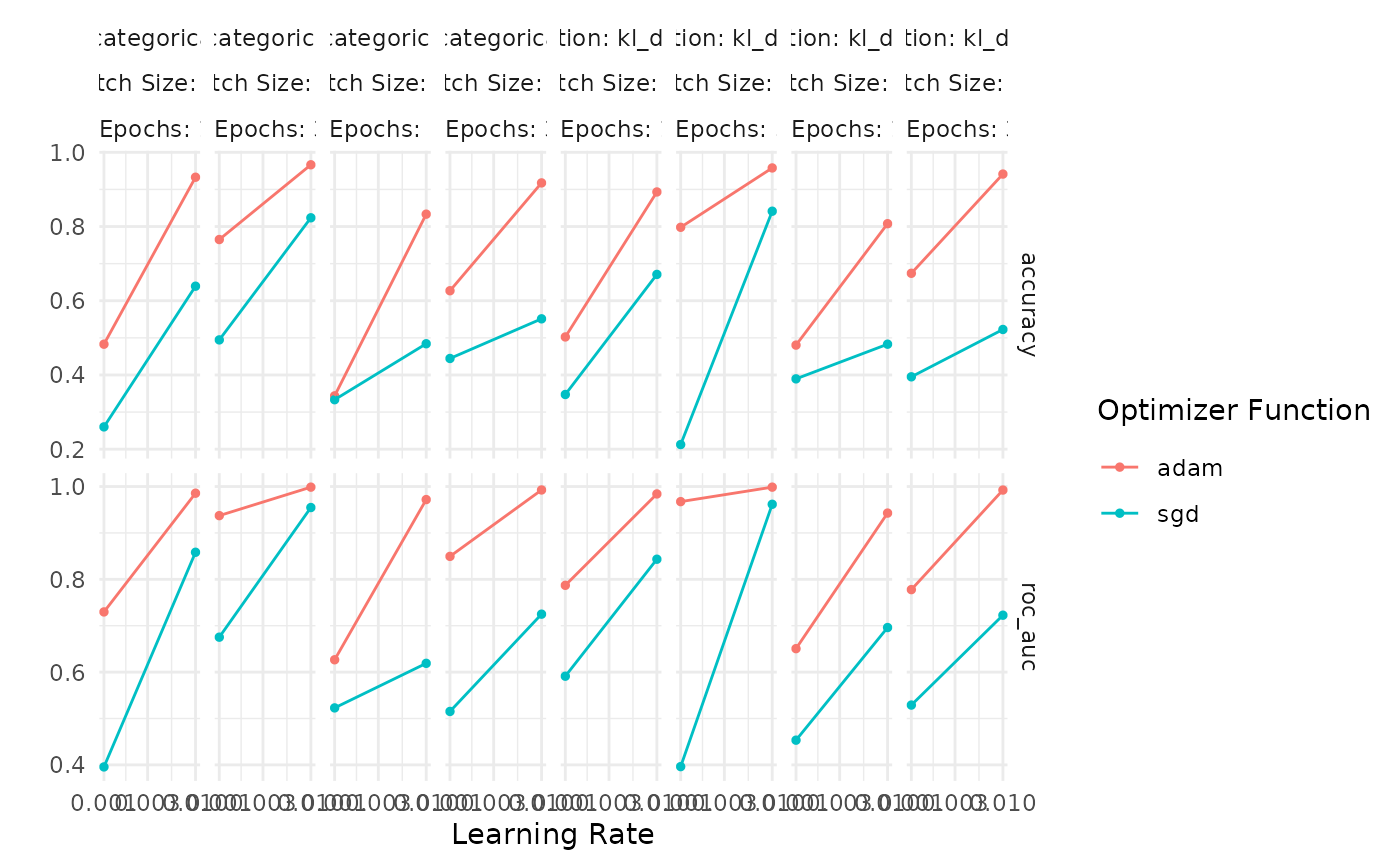 categoric categoric categoric categorica tion: kl_d tion: kl_d tion: kl_d tion: kl_d
tch Size: tch Size: tch Size: tch Size: tch Size: tch Size: tch Size: tch Size:
Epochs: Epochs: Epochs: Epochs: Epochs: Epochs: Epochs: Epochs:
1.0
0.8
0.6
0.4
0.2
accuracy
1.0
0.8
0.6
0.4
roc_auc
Learning Rate
Optimizer Function
adam
sgd